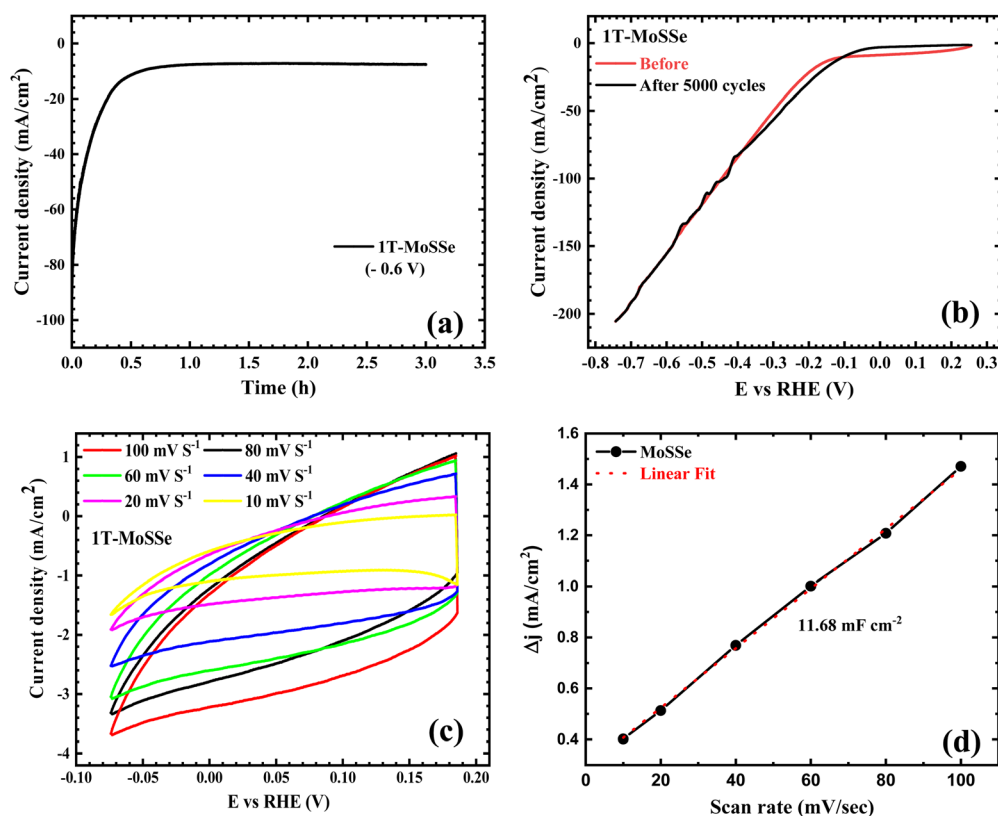 0
-20
-40
-60
-80
-100
Current density (mA/cm²)
1T-MoSSe
(- 0.6 V)
(a)
0.0 0.5 1.0 1.5 2.0 2.5 3.0 3.5
Time (h)
1T-MoSSe
Before
After 5000 cycles
0
-50
-100
-150
-200
Current density (mA/cm²)
(b)
-0.8 -0.7 -0.6 -0.5 -0.4 -0.3 -0.2 -0.1 0.0 0.1 0.2 0.3
E vs RHE (V)
100 mV S⁻¹ 80 mV S⁻¹
60 mV S⁻¹ 40 mV S⁻¹
20 mV S⁻¹ 10 mV S⁻¹
1T-MoSSe
1
0
-1
-2
-3
-4
Current density (mA/cm²)
(c)
-0.10 -0.05 0.00 0.05 0.10 0.15 0.20
E vs RHE (V)
MoSSe
Linear Fit
1.6
1.4
1.2
1.0
0.8
0.6
0.4
Δj (mA/cm²)
11.68 mF cm⁻²
(d)
20 40 60 80 100
Scan rate (mV/sec)